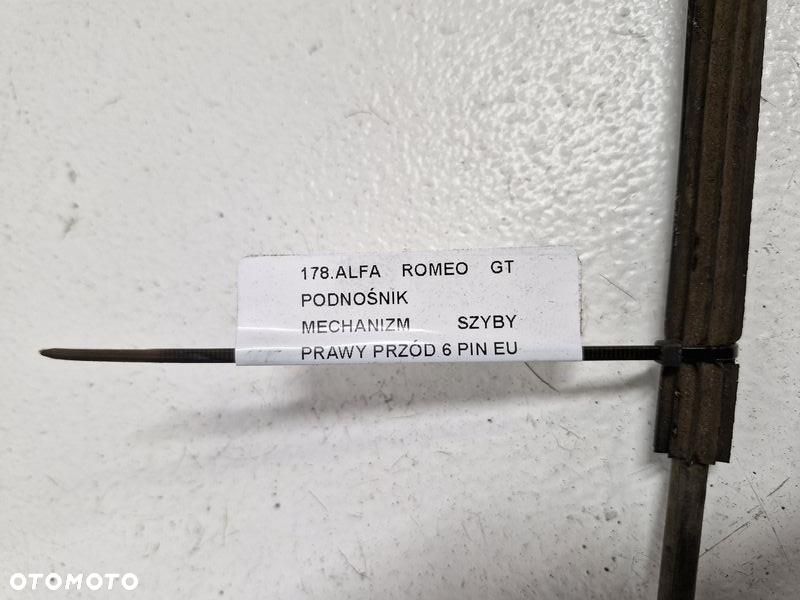 178.ALFA ROMEO GT
PODNOŚNIK
MECHANIZM SZYBY
PRAWY PRZÓD 6 PIN EU
OTOMOTO